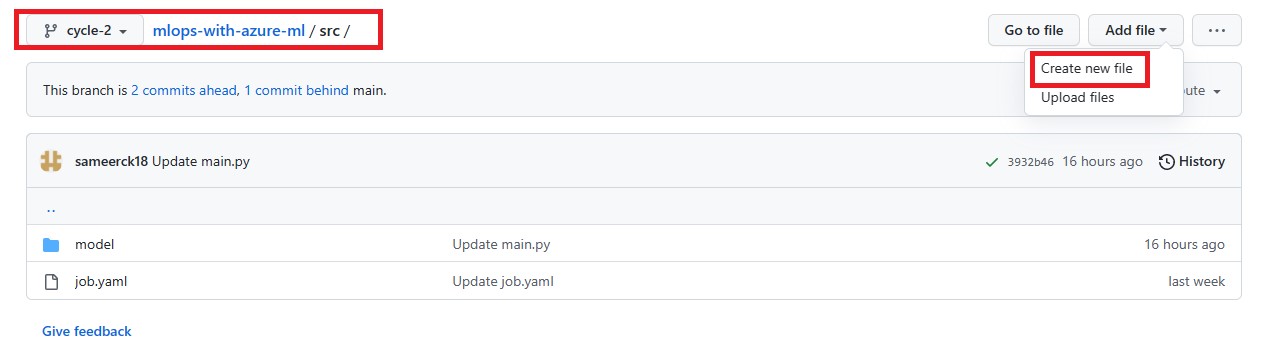 cycle-2 mlops-with-azure-ml / src / Go to file Add file ...
Create new file
This branch is 2 commits ahead, 1 commit behind main.
Upload files
sameerck18 Update main.py 3932b46 16 hours ago History
..
model Update main.py 16 hours ago
job.yaml Update job.yaml last week
Give feedback